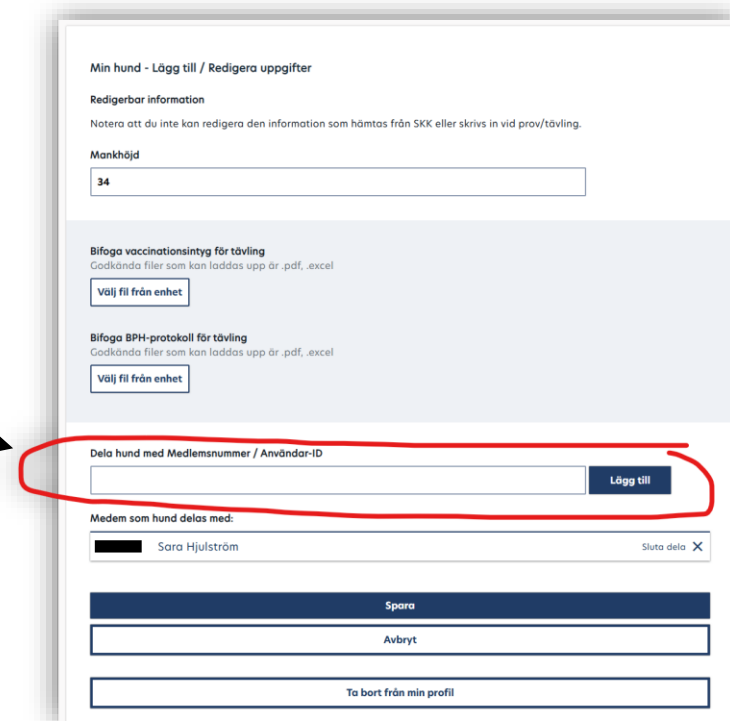 Min hund - Lägg till / Redigera uppgifter
Redigerbar information
Notera att du inte kan redigera den information som hämtas från SKK eller skrivs in vid prov/tävling.
Mankhöjd
34
Bifoga vaccinationsintyg för tävling
Godkända filer som kan laddas upp är .pdf, .excel
Välj fil från enhet
Bifoga BPH-protokoll för tävling
Godkända filer som kan laddas upp är .pdf, .excel
Välj fil från enhet
Dela hund med Medlemsnummer / Användar-ID
Lägg till
Medem som hund delas med:
Sara Hjulström Sluta dela X
Spara
Avbryt
Ta bort från min profil